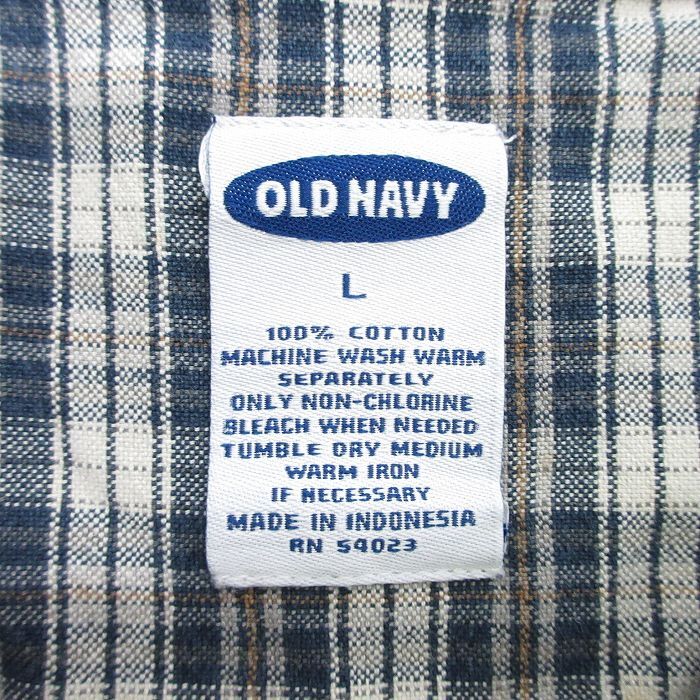 OLD NAVY
L
100% COTTON
MACHINE WASH WARM
SEPARATELY
ONLY NON-CHLORINE
BLEACH WHEN NEEDED
TUMBLE DRY MEDIUM
WARM IRON
IF NECESSARY
MADE IN INDONESIA
RN 54023